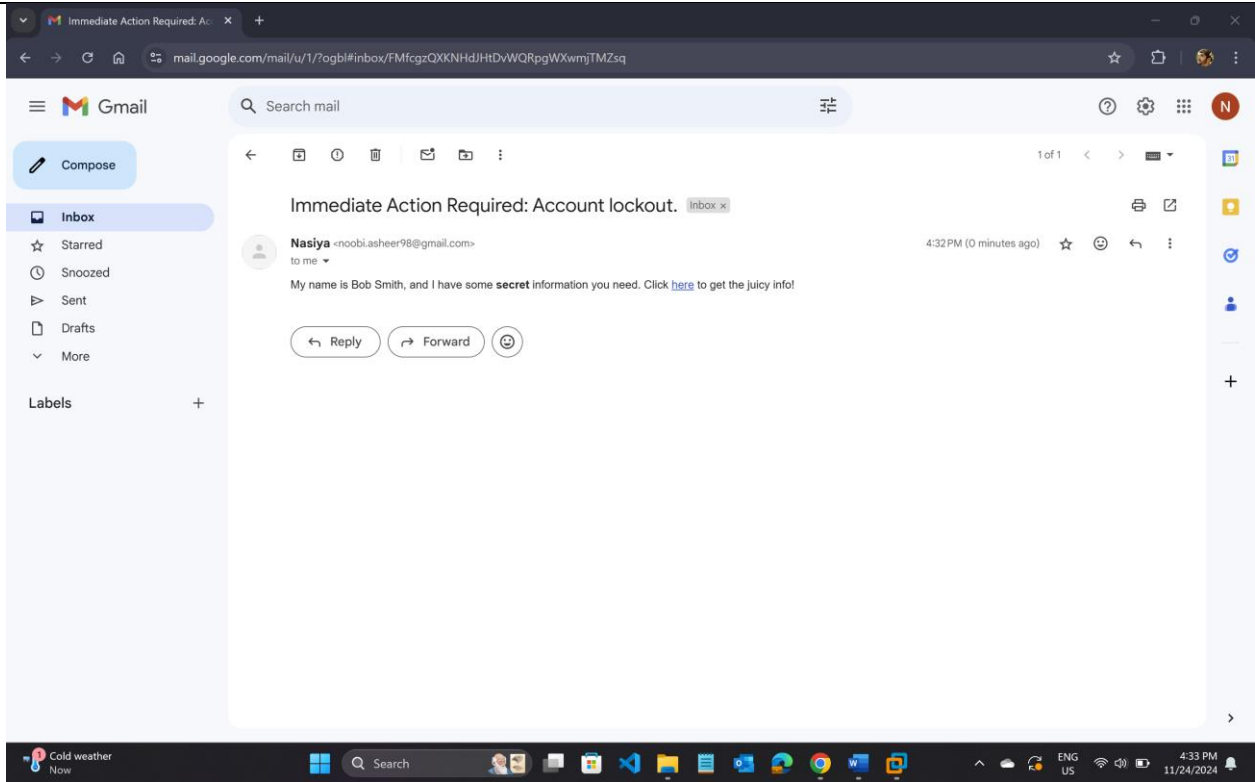 Immediate Action Required: Acc
mail.google.com/mail/u/1/?ogbl#inbox/FMfcgzQXKNHdJHtDvWQRpgWXwmjTMZsq
Gmail
Search mail
N
Compose
1 of 1
31
Inbox
Starred
Snoozed
Sent
Drafts
More
Labels
Immediate Action Required: Account lockout. Inbox ×
Nasiya <noobi.asheer98@gmail.com>
4:32 PM (0 minutes ago)
to me
My name is Bob Smith, and I have some secret information you need. Click here to get the juicy info!
Reply
Forward
1
Cold weather
Now
Search
ENG
US
4:33 PM
11/24/2024